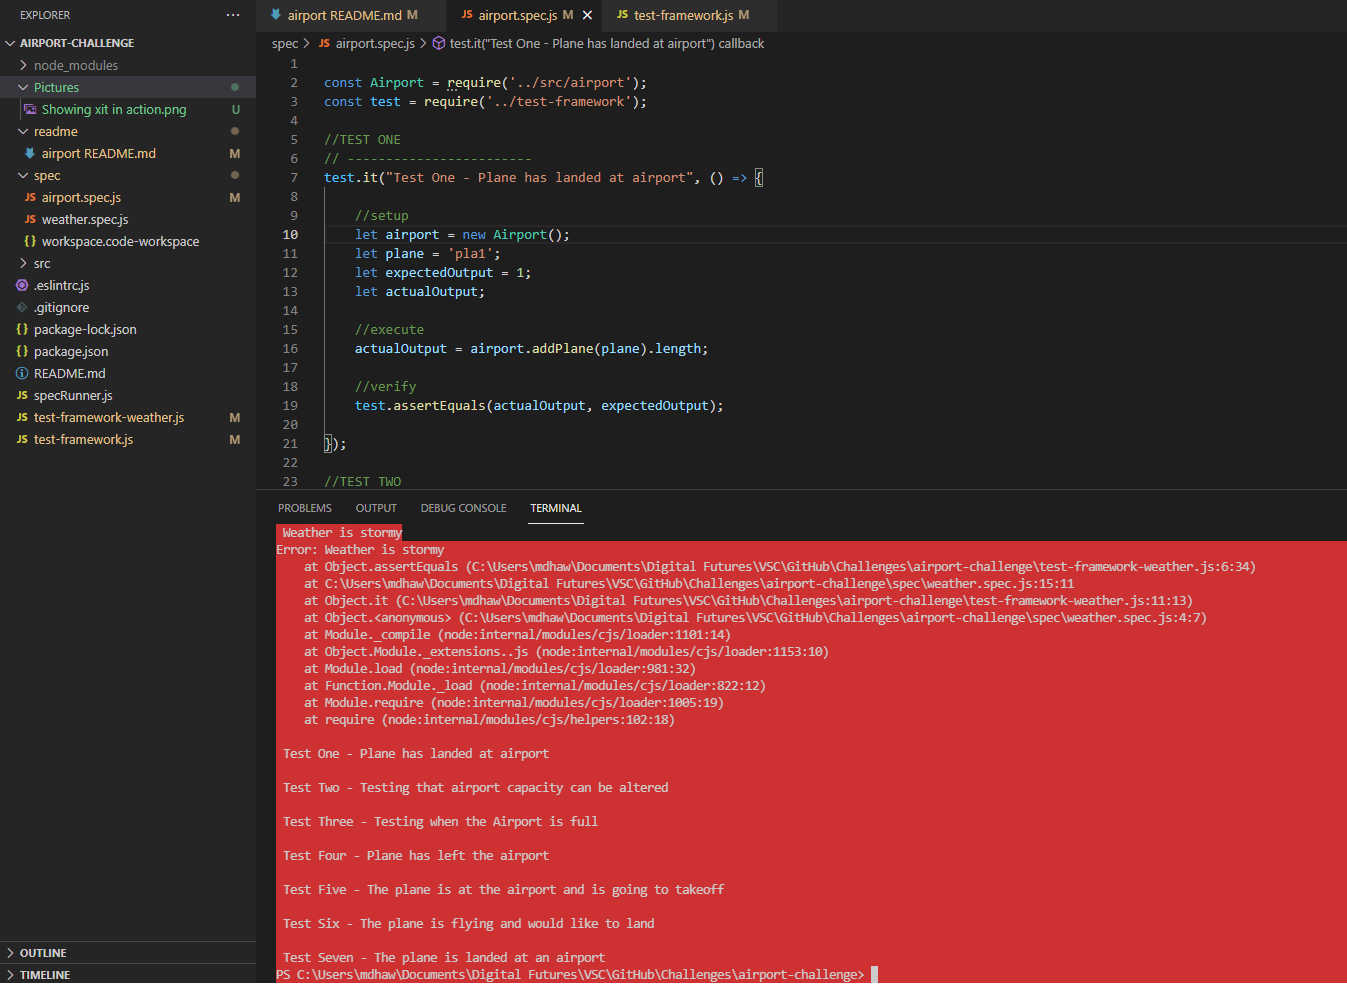 EXPLORER
···
AIRPORT-CHALLENGE
node_modules
Pictures
Showing xit in action.png U
readme
airport README.md M
spec
JS airport.spec.js M
JS weather.spec.js
{} workspace.code-workspace
src
.eslintrc.js
.gitignore
{} package-lock.json
{} package.json
README.md
JS specRunner.js
JS test-framework-weather.js M
JS test-framework.js M
OUTLINE
TIMELINE
airport README.md M
JS airport.spec.js M
JS test-framework.js M
spec > JS airport.spec.js > test.it("Test One - Plane has landed at airport") callback
1
2 const Airport = require('../src/airport');
3 const test = require('../test-framework');
4
5 //TEST ONE
6 // ------------------------
7 test.it("Test One - Plane has landed at airport", () => {
8
9 //setup
10 let airport = new Airport();
11 let plane = 'pla1';
12 let expectedOutput = 1;
13 let actualOutput;
14
15 //execute
16 actualOutput = airport.addPlane(plane).length;
17
18 //verify
19 test.assertEquals(actualOutput, expectedOutput);
20
21 });
22
23 //TEST TWO
PROBLEMS OUTPUT DEBUG CONSOLE TERMINAL
Weather is stormy
Error: Weather is stormy
at Object.assertEquals (C:\Users\mdhaw\Documents\Digital Futures\VSC\GitHub\Challenges\airport-challenge\test-framework-weather.js:6:34)
at C:\Users\mdhaw\Documents\Digital Futures\VSC\GitHub\Challenges\airport-challenge\spec\weather.spec.js:15:11
at Object.it (C:\Users\mdhaw\Documents\Digital Futures\VSC\GitHub\Challenges\airport-challenge\test-framework-weather.js:11:13)
at Object.<anonymous> (C:\Users\mdhaw\Documents\Digital Futures\VSC\GitHub\Challenges\airport-challenge\spec\weather.spec.js:4:7)
at Module._compile (node:internal/modules/cjs/loader:1101:14)
at Object.Module._extensions..js (node:internal/modules/cjs/loader:1153:10)
at Module.load (node:internal/modules/cjs/loader:981:32)
at Function.Module._load (node:internal/modules/cjs/loader:822:12)
at Module.require (node:internal/modules/cjs/loader:1005:19)
at require (node:internal/modules/cjs/helpers:102:18)
Test One - Plane has landed at airport
Test Two - Testing that airport capacity can be altered
Test Three - Testing when the Airport is full
Test Four - Plane has left the airport
Test Five - The plane is at the airport and is going to takeoff
Test Six - The plane is flying and would like to land
Test Seven - The plane is landed at an airport
PS C:\Users\mdhaw\Documents\Digital Futures\VSC\GitHub\Challenges\airport-challenge>